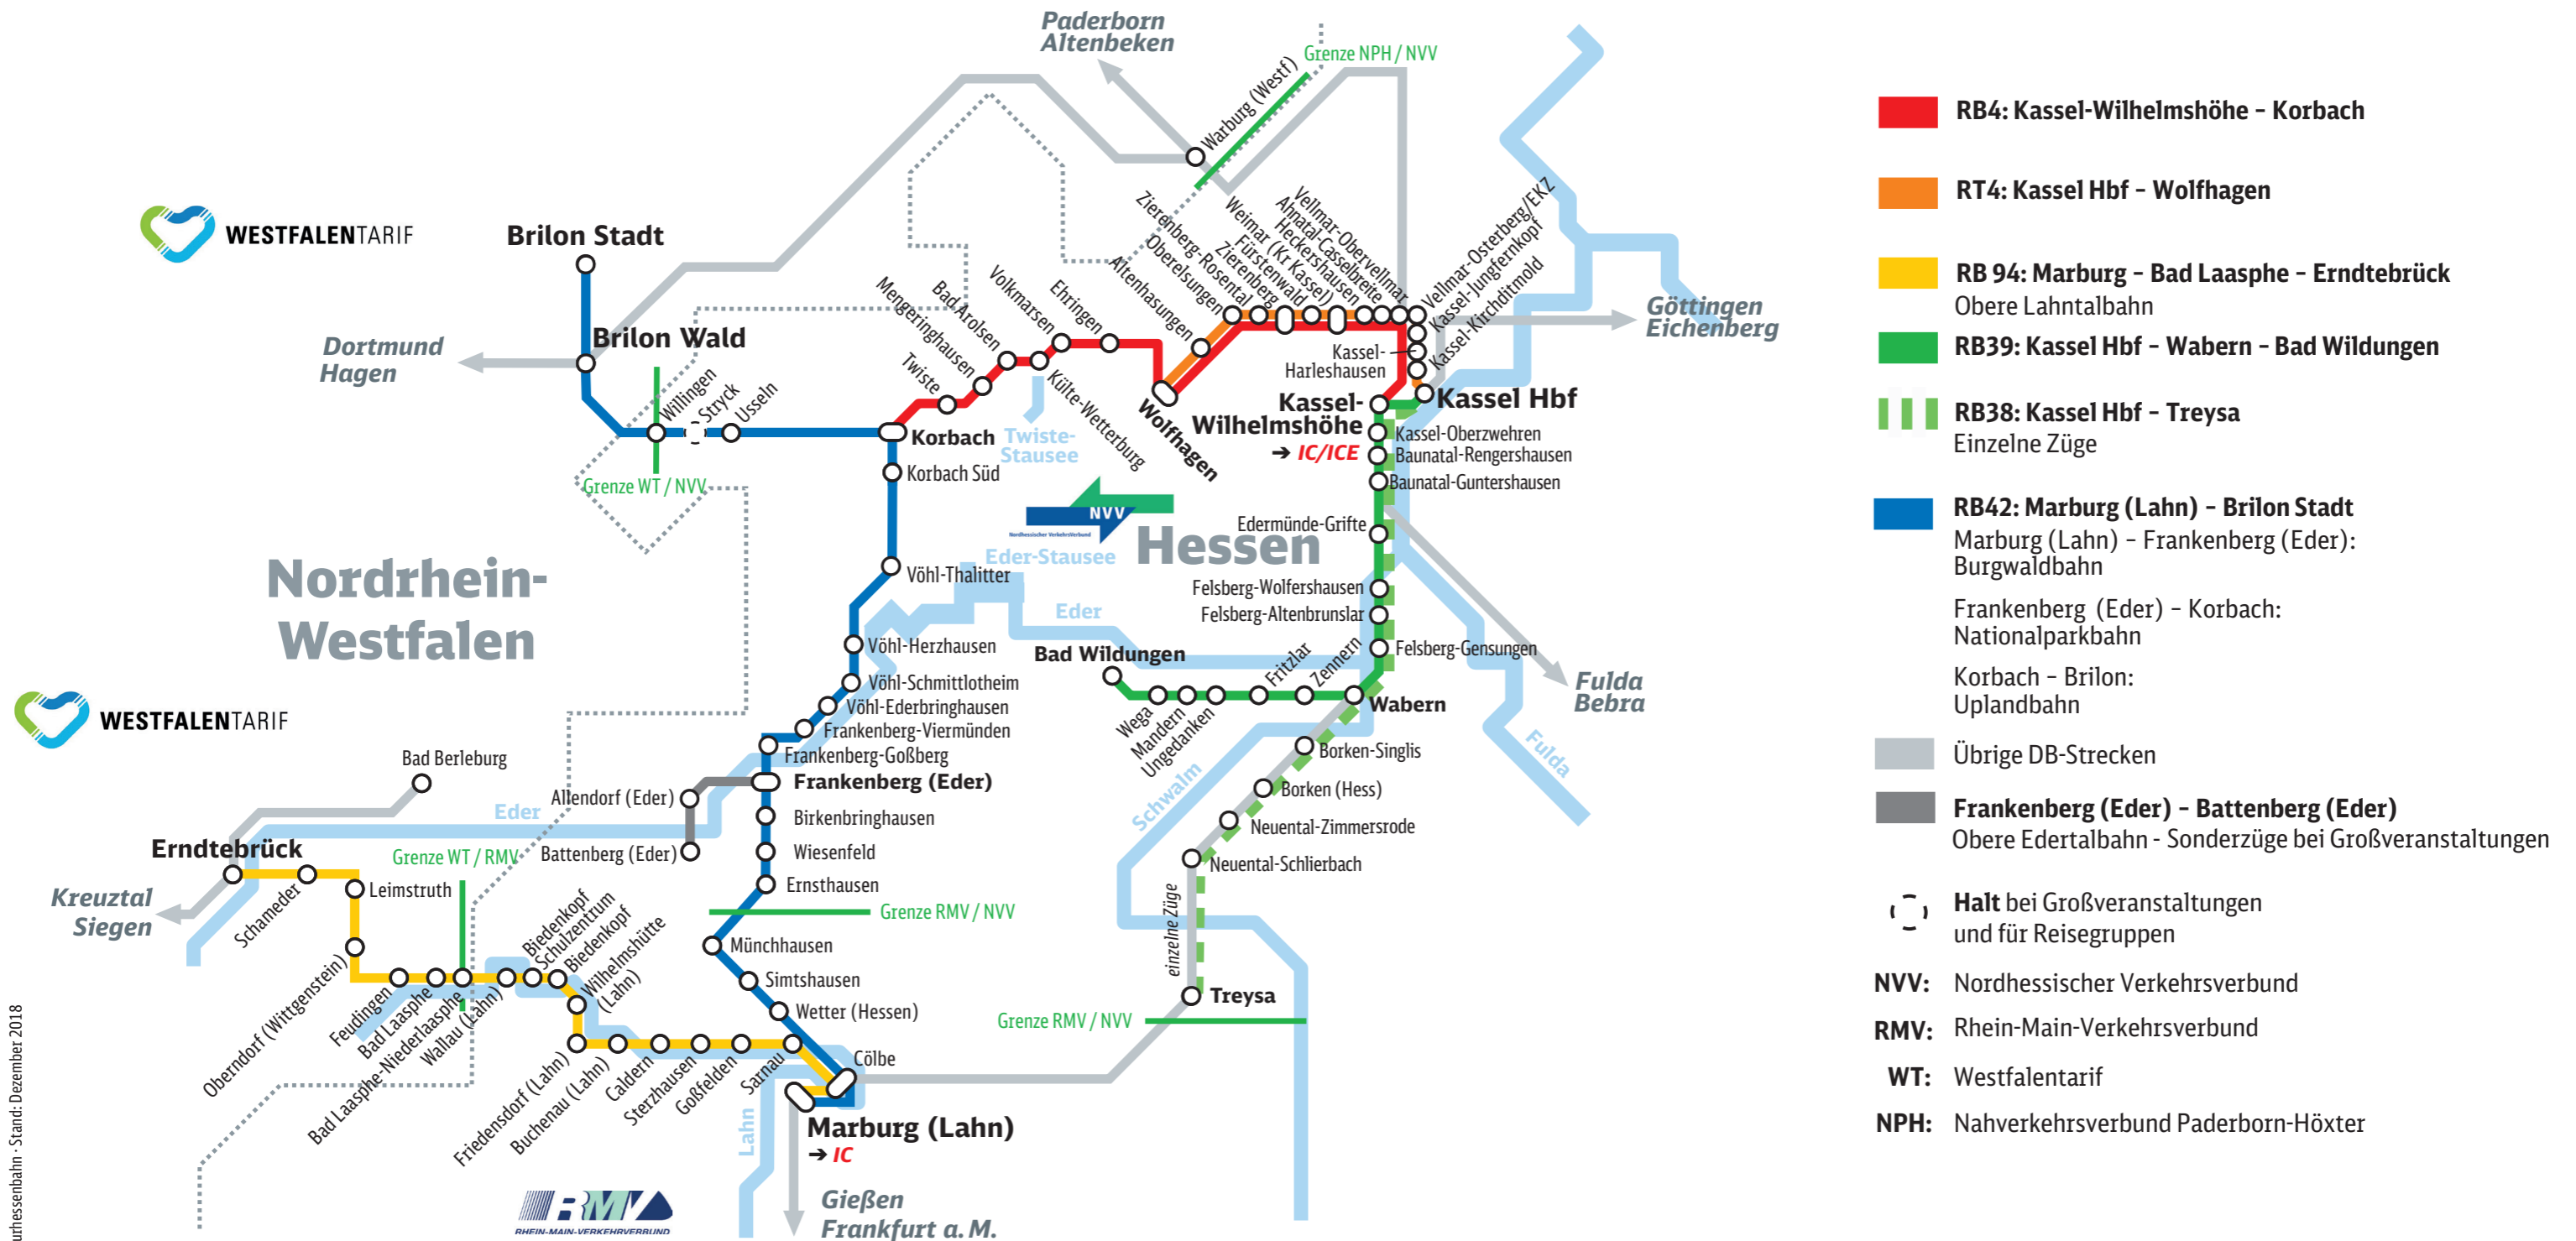 Paderborn
Altenbeken
Grenze NPH / NVV
Warburg (Westf)
WESTFALENTARIF
Brilon Stadt
Brilon Wald
Dortmund
Hagen
Willingen
Stryck
Usseln
Grenze WT / NVV
Korbach
Twiste
Mengeringhausen
Bad Arolsen
Külte-Wetterburg
Volkmarsen
Ehringen
Wolfhagen
Altenhasungen
Oberelsungen
Zierenberg-Rosental
Zierenberg
Fürstenwald
Weimar (Kr Kassel)
Heckershausen
Ahnatal-Casselbreite
Vellmar-Obervellmar
Vellmar-Osterberg/EKZ
Kassel-Jungfernkopf
Kassel-
Harleshausen
Kassel-Kirchditmold
Kassel Hbf
Göttingen
Eichenberg
Kassel-
Wilhelmshöhe
➔ IC/ICE
Twiste-
Stausee
Kassel-Oberzwehren
Baunatal-Rengershausen
Baunatal-Guntershausen
Edermünde-Grifte
Felsberg-Wolfershausen
Felsberg-Altenbrunslar
Felsberg-Gensungen
Wabern
Zennern
Fritzlar
Ungedanken
Mandern
Wega
Bad Wildungen
Fulda
Bebra
Fulda
Schwalm
Borken-Singlis
Borken (Hess)
Neuental-Zimmersrode
Neuental-Schlierbach
einzelne Züge
Treysa
Grenze RMV / NVV
NVV
Nordhessischer VerkehrsVerbund
Hessen
Eder-Stausee
Eder
Nordrhein-
Westfalen
Korbach Süd
Vöhl-Thalitter
Vöhl-Herzhausen
Vöhl-Schmittlotheim
Vöhl-Ederbringhausen
Frankenberg-Viermünden
Frankenberg-Goßberg
Frankenberg (Eder)
Allendorf (Eder)
Battenberg (Eder)
Birkenbringhausen
Wiesenfeld
Ernsthausen
Grenze RMV / NVV
Münchhausen
Simtshausen
Wetter (Hessen)
Cölbe
Marburg (Lahn)
➔ IC
Gießen
Frankfurt a. M.
Lahn
WESTFALENTARIF
Bad Berleburg
Eder
Erndtebrück
Kreuztal
Siegen
Schameder
Leimstruth
Grenze WT / RMV
Oberndorf (Wittgenstein)
Feudingen
Bad Laasphe
Bad Laasphe-Niederlaasphe
Wallau (Lahn)
Biedenkopf
Schulzentrum
Biedenkopf
Wilhelmshütte
(Lahn)
Friedensdorf (Lahn)
Buchenau (Lahn)
Caldern
Sterzhausen
Goßfelden
Sarnau
RMV
RHEIN-MAIN-VERKEHRVERBUND
urhessenbahn · Stand: Dezember 2018
RB4: Kassel-Wilhelmshöhe – Korbach
RT4: Kassel Hbf – Wolfhagen
RB 94: Marburg – Bad Laasphe – Erndtebrück
Obere Lahntalbahn
RB39: Kassel Hbf – Wabern – Bad Wildungen
RB38: Kassel Hbf – Treysa
Einzelne Züge
RB42: Marburg (Lahn) – Brilon Stadt
Marburg (Lahn) – Frankenberg (Eder):
Burgwaldbahn
Frankenberg (Eder) – Korbach:
Nationalparkbahn
Korbach – Brilon:
Uplandbahn
Übrige DB-Strecken
Frankenberg (Eder) – Battenberg (Eder)
Obere Edertalbahn - Sonderzüge bei Großveranstaltungen
Halt bei Großveranstaltungen
und für Reisegruppen
NVV: Nordhessischer Verkehrsverbund
RMV: Rhein-Main-Verkehrsverbund
WT: Westfalentarif
NPH: Nahverkehrsverbund Paderborn-Höxter